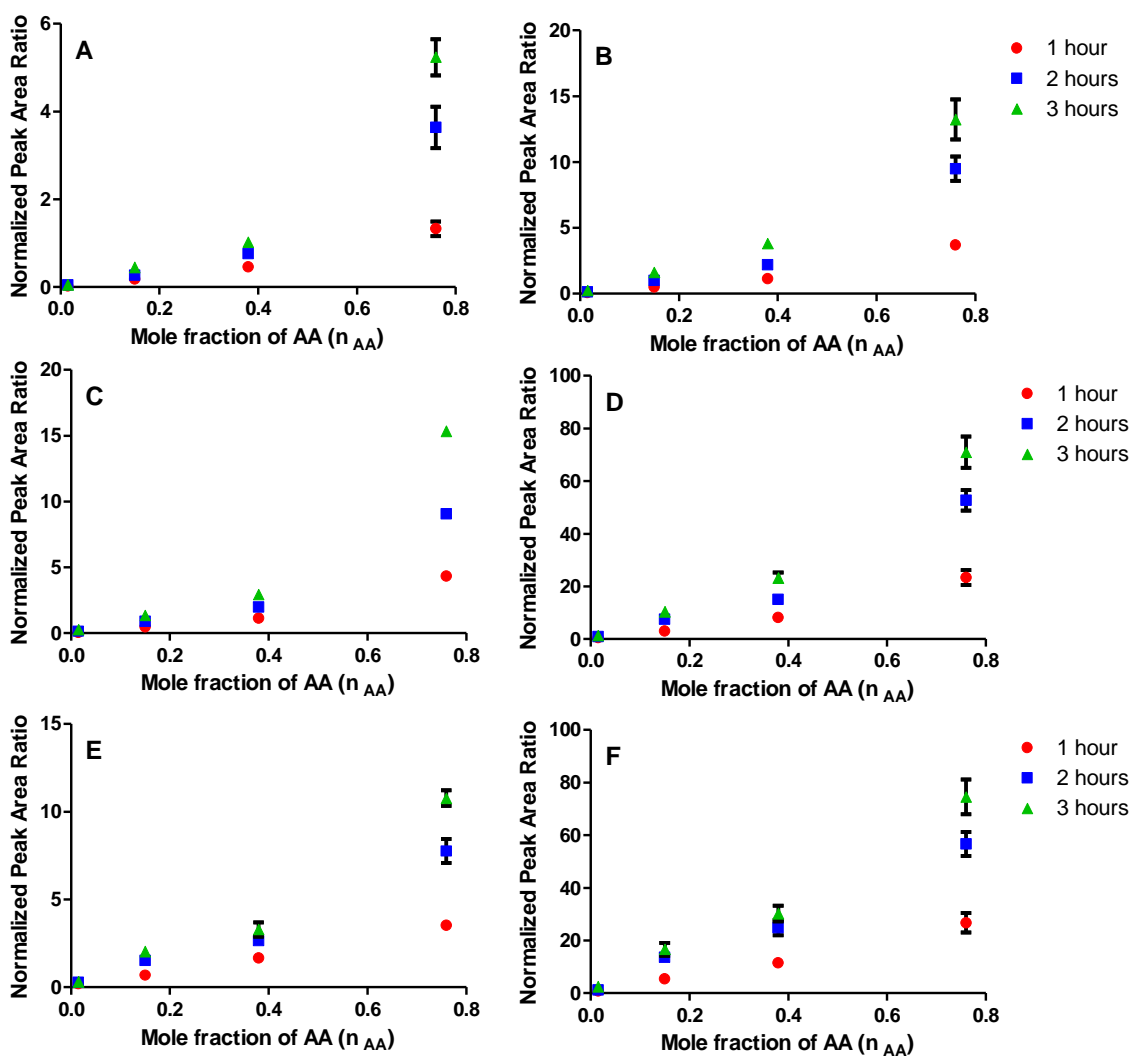 A
Normalized Peak Area Ratio
6
4
2
0
0.0 0.2 0.4 0.6 0.8
Mole fraction of AA (n AA)
B
Normalized Peak Area Ratio
20
15
10
5
0
0.0 0.2 0.4 0.6 0.8
Mole fraction of AA (n AA)
1 hour
2 hours
3 hours
C
Normalized Peak Area Ratio
20
15
10
5
0
0.0 0.2 0.4 0.6 0.8
Mole fraction of AA (n AA)
D
Normalized Peak Area Ratio
100
80
60
40
20
0
0.0 0.2 0.4 0.6 0.8
Mole fraction of AA (n AA)
1 hour
2 hours
3 hours
E
Normalized Peak Area Ratio
15
10
5
0
0.0 0.2 0.4 0.6 0.8
Mole fraction of AA (n AA)
F
Normalized Peak Area Ratio
100
80
60
40
20
0
0.0 0.2 0.4 0.6 0.8
Mole fraction of AA (n AA)
1 hour
2 hours
3 hours